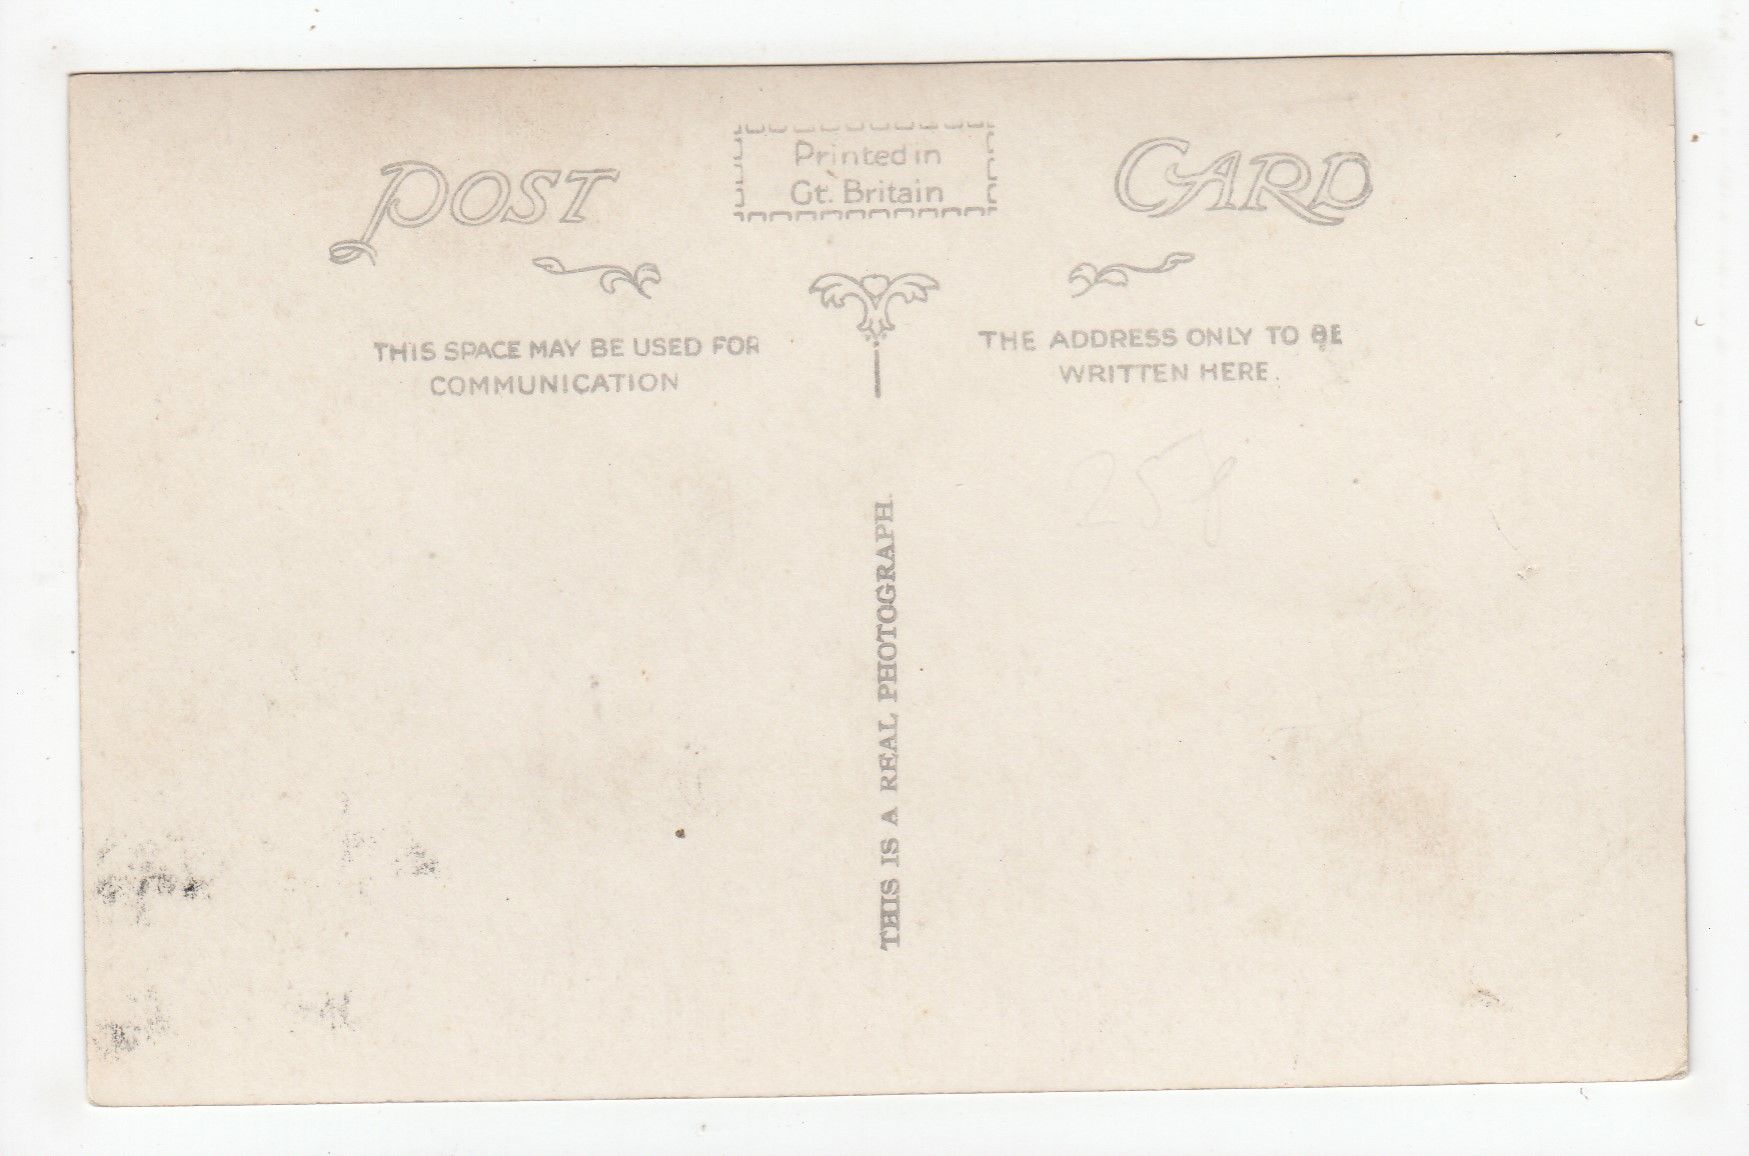 POST CARD
Printed in
Gt. Britain
THIS SPACE MAY BE USED FOR
COMMUNICATION
THE ADDRESS ONLY TO BE
WRITTEN HERE.
THIS IS A REAL PHOTOGRAPH.
25p